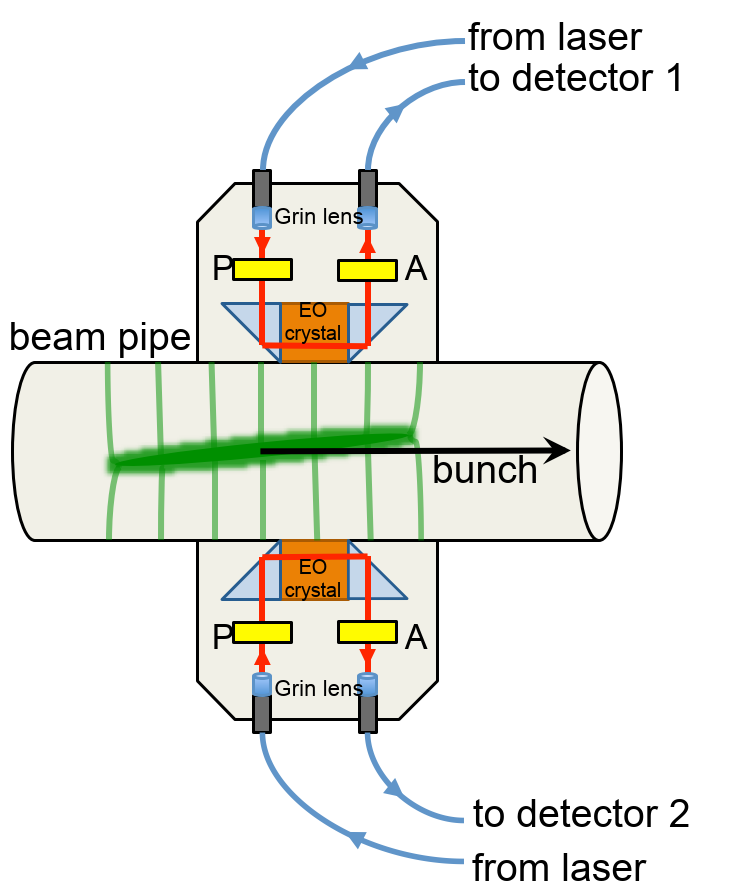 from laser
to detector 1
Grin lens
P
A
EO
crystal
beam pipe
bunch
EO
crystal
P
A
Grin lens
to detector 2
from laser